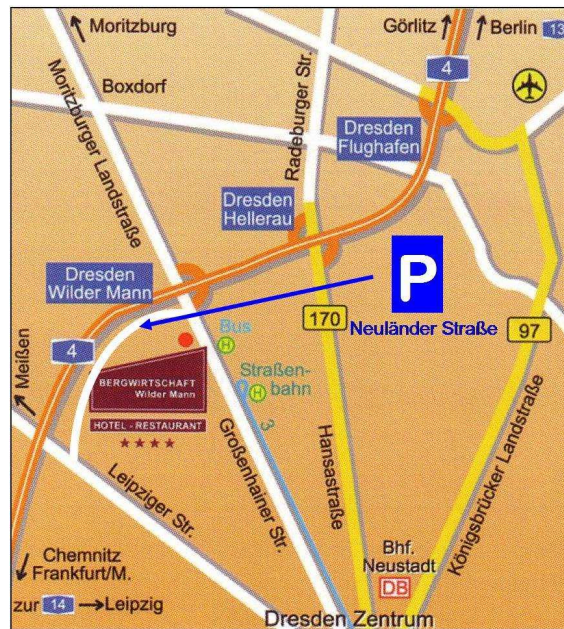 Moritzburg
Görlitz
Berlin
13
4
Boxdorf
Radeburger Str.
Moritzburger Landstraße
Dresden
Flughafen
Dresden
Hellerau
Dresden
Wilder Mann
P
Neuländer Straße
170
97
Bus
H
4
Meißen
Straßen-
bahn
H
3
BERGWIRTSCHAFT
Wilder Mann
HOTEL - RESTAURANT
★★★★
Leipziger Str.
Großenhainer Str.
Hansastraße
Königsbrücker Landstraße
Chemnitz
Frankfurt/M.
zur 14 → Leipzig
Bhf.
Neustadt
DB
Dresden Zentrum